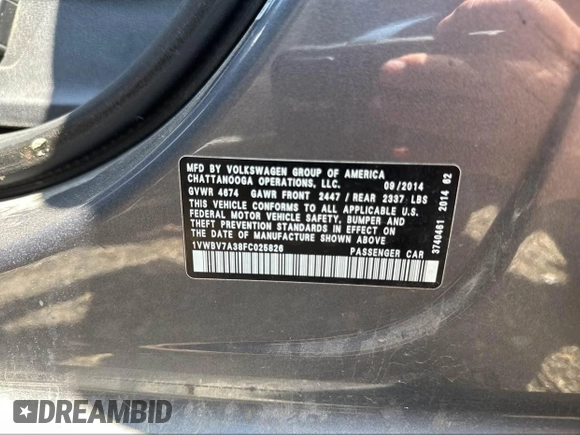 MFD BY VOLKSWAGEN GROUP OF AMERICA
CHATTANOOGA OPERATIONS, LLC. 09/2014
GVWR 4674 GAWR FRONT 2447 / REAR 2337 LBS
THIS VEHICLE CONFORMS TO ALL APPLICABLE U.S.
FEDERAL MOTOR VEHICLE SAFETY, BUMPER AND
THEFT PREVENTION STANDARDS IN EFFECT ON
DATE OF MANUFACTURE SHOWN ABOVE.
1VWBV7A38FC025826 PASSENGER CAR
3740461 2014 02
DREAMBID